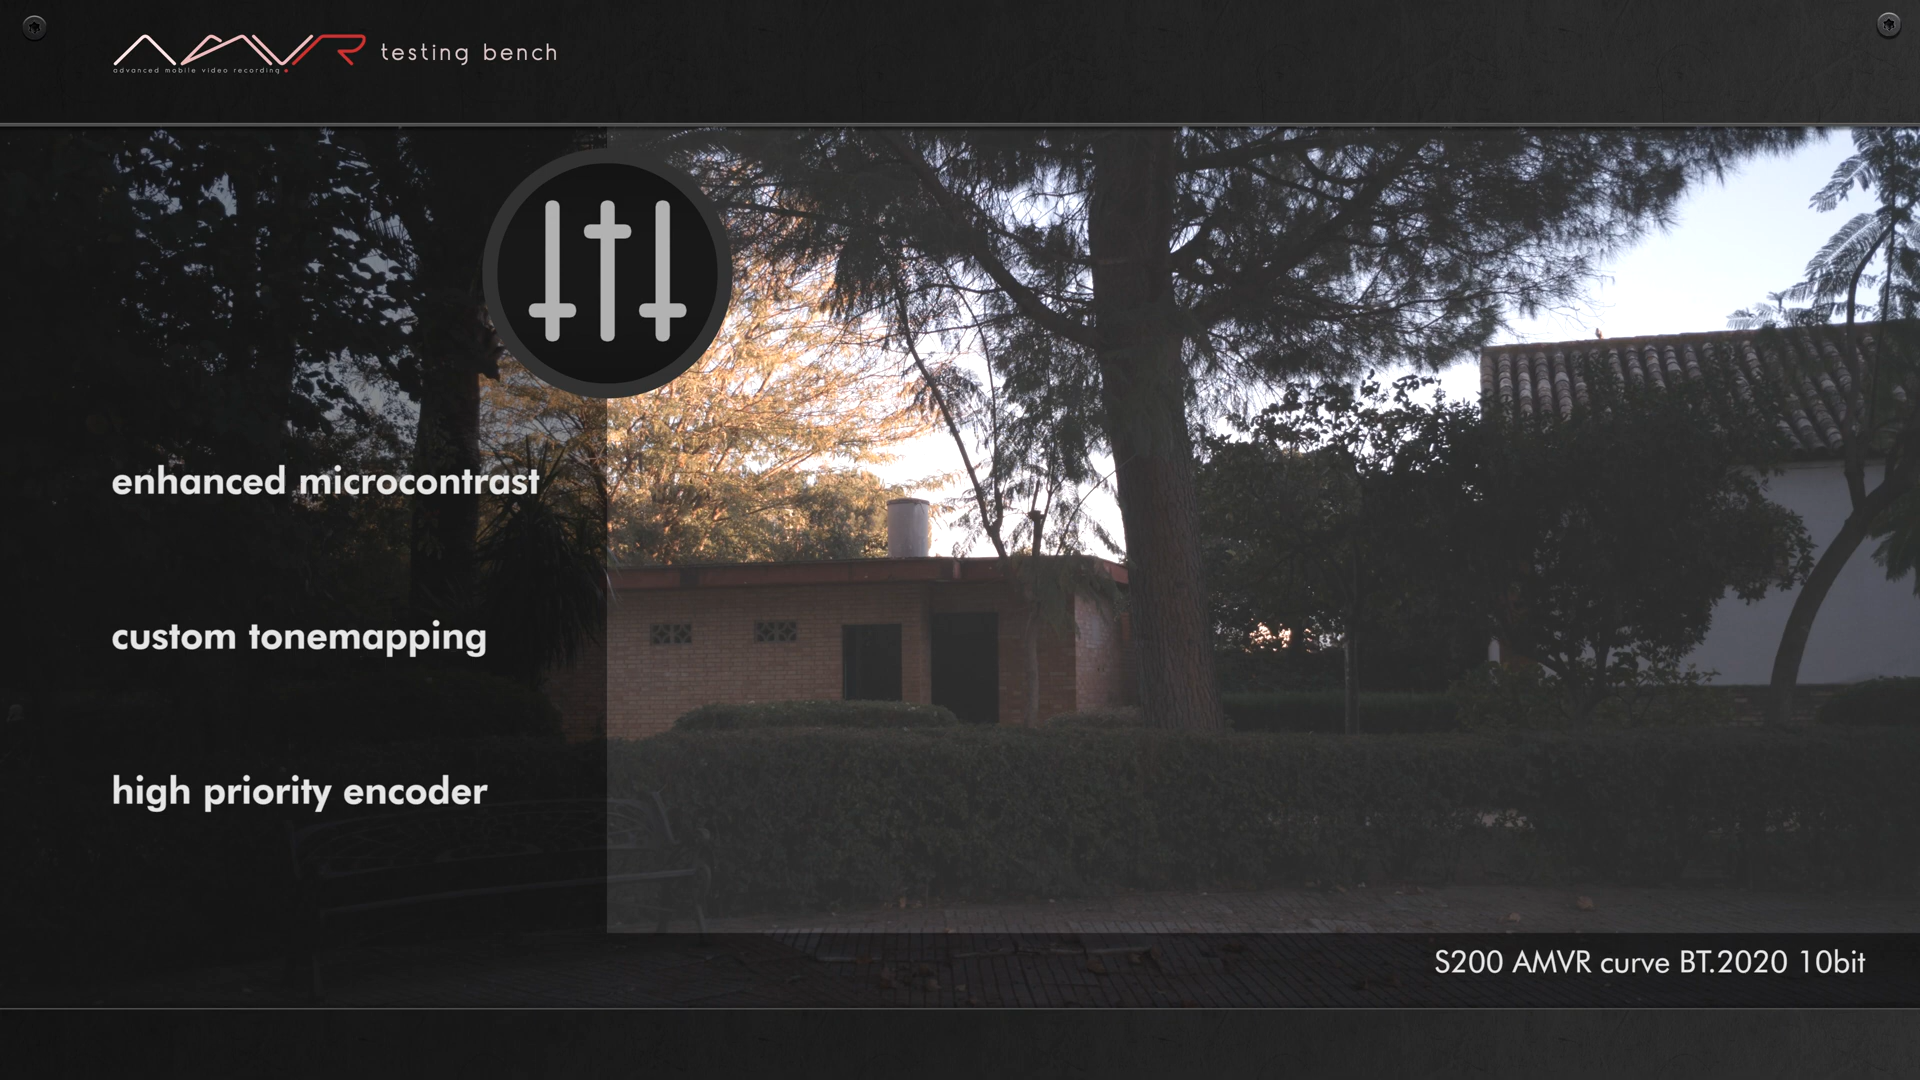 AMVR testing bench
advanced mobile video recording
enhanced microcontrast
custom tonemapping
high priority encoder
S200 AMVR curve BT.2020 10bit